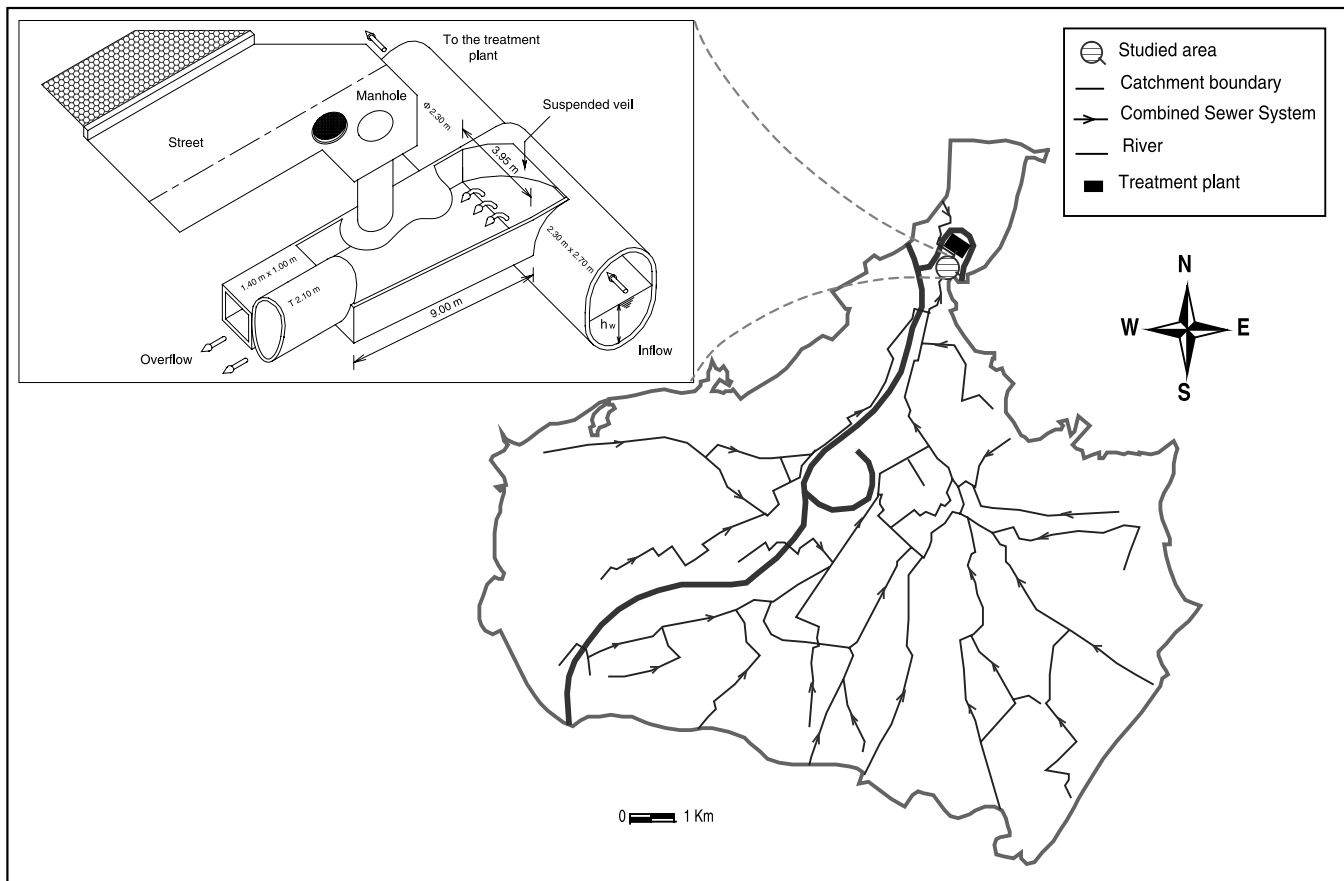 To the treatment
plant
Manhole
Φ 2.30 m
Suspended veil
Street
3.95 m
1.40 m x 1.00 m
T 2.10 m
2.30 m x 2.70 m
9.00 m
hw
Overflow
Inflow
Studied area
Catchment boundary
Combined Sewer System
River
Treatment plant
N
W E
S
0 1 Km